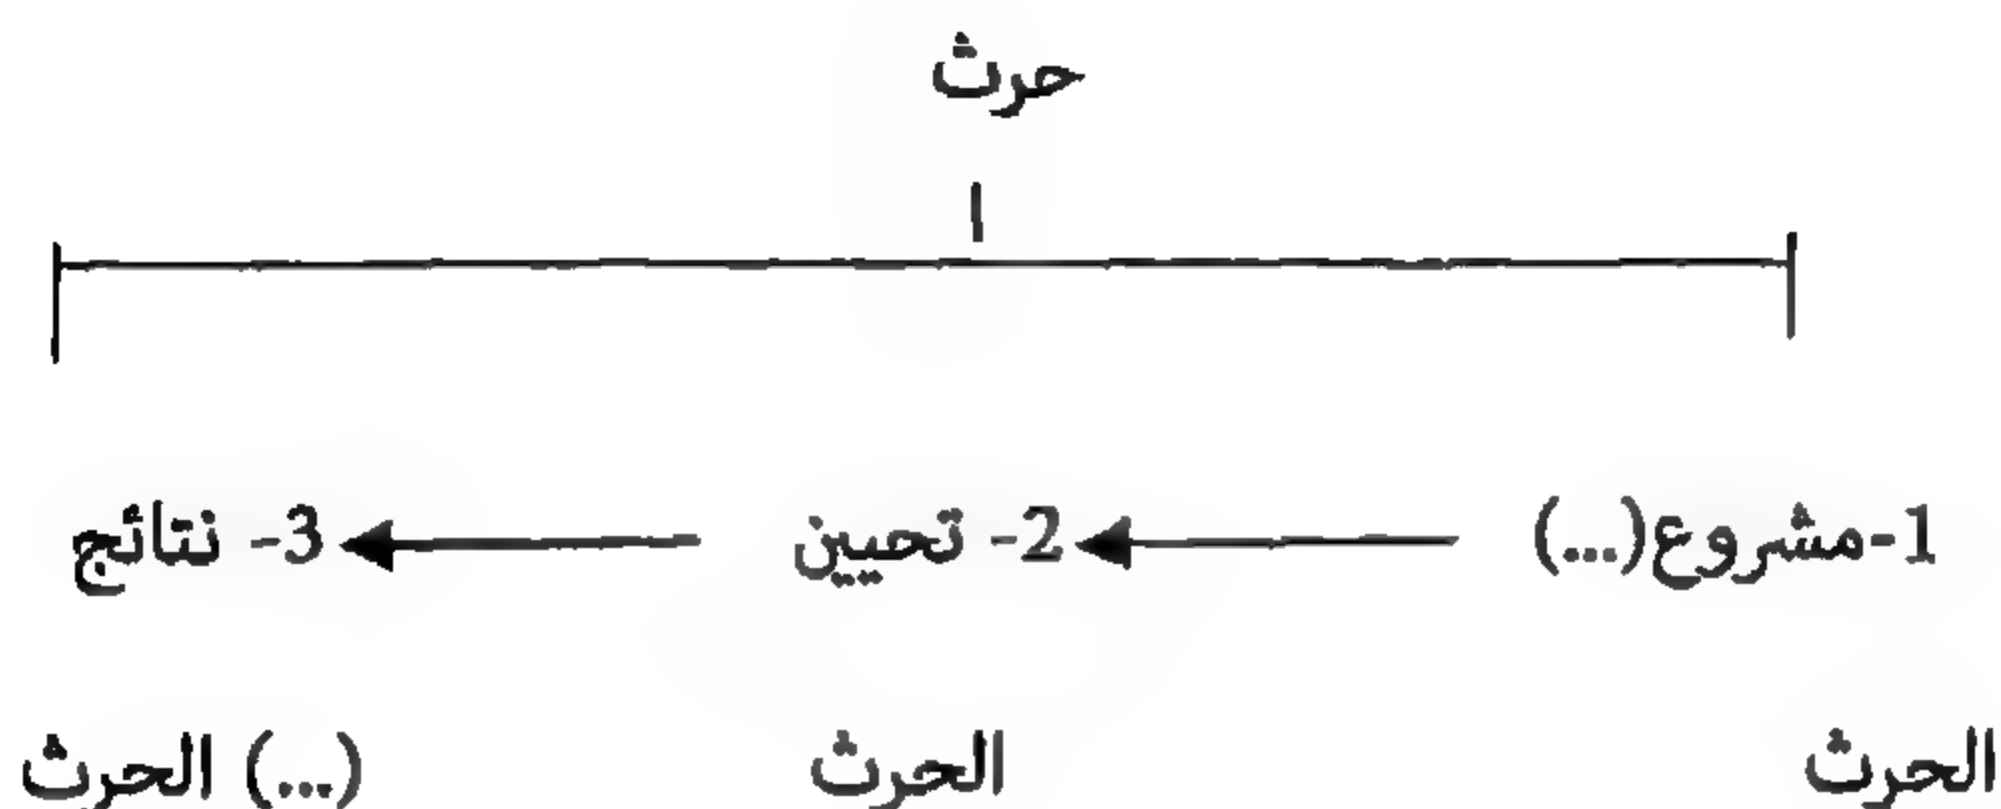 حرث
1-مشروع(...) 2- تحيين 3- نتائج
الحرث الحرث (...) الحرث